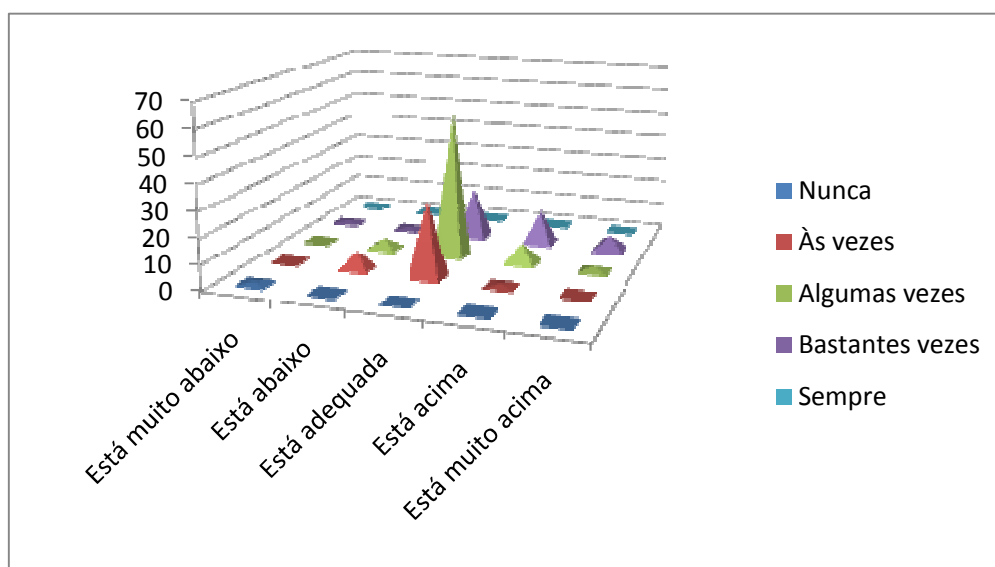 70
60
50
40
30
20
10
0
Está muito abaixo
Está abaixo
Está adequada
Está acima
Está muito acima
Nunca
Às vezes
Algumas vezes
Bastantes vezes
Sempre